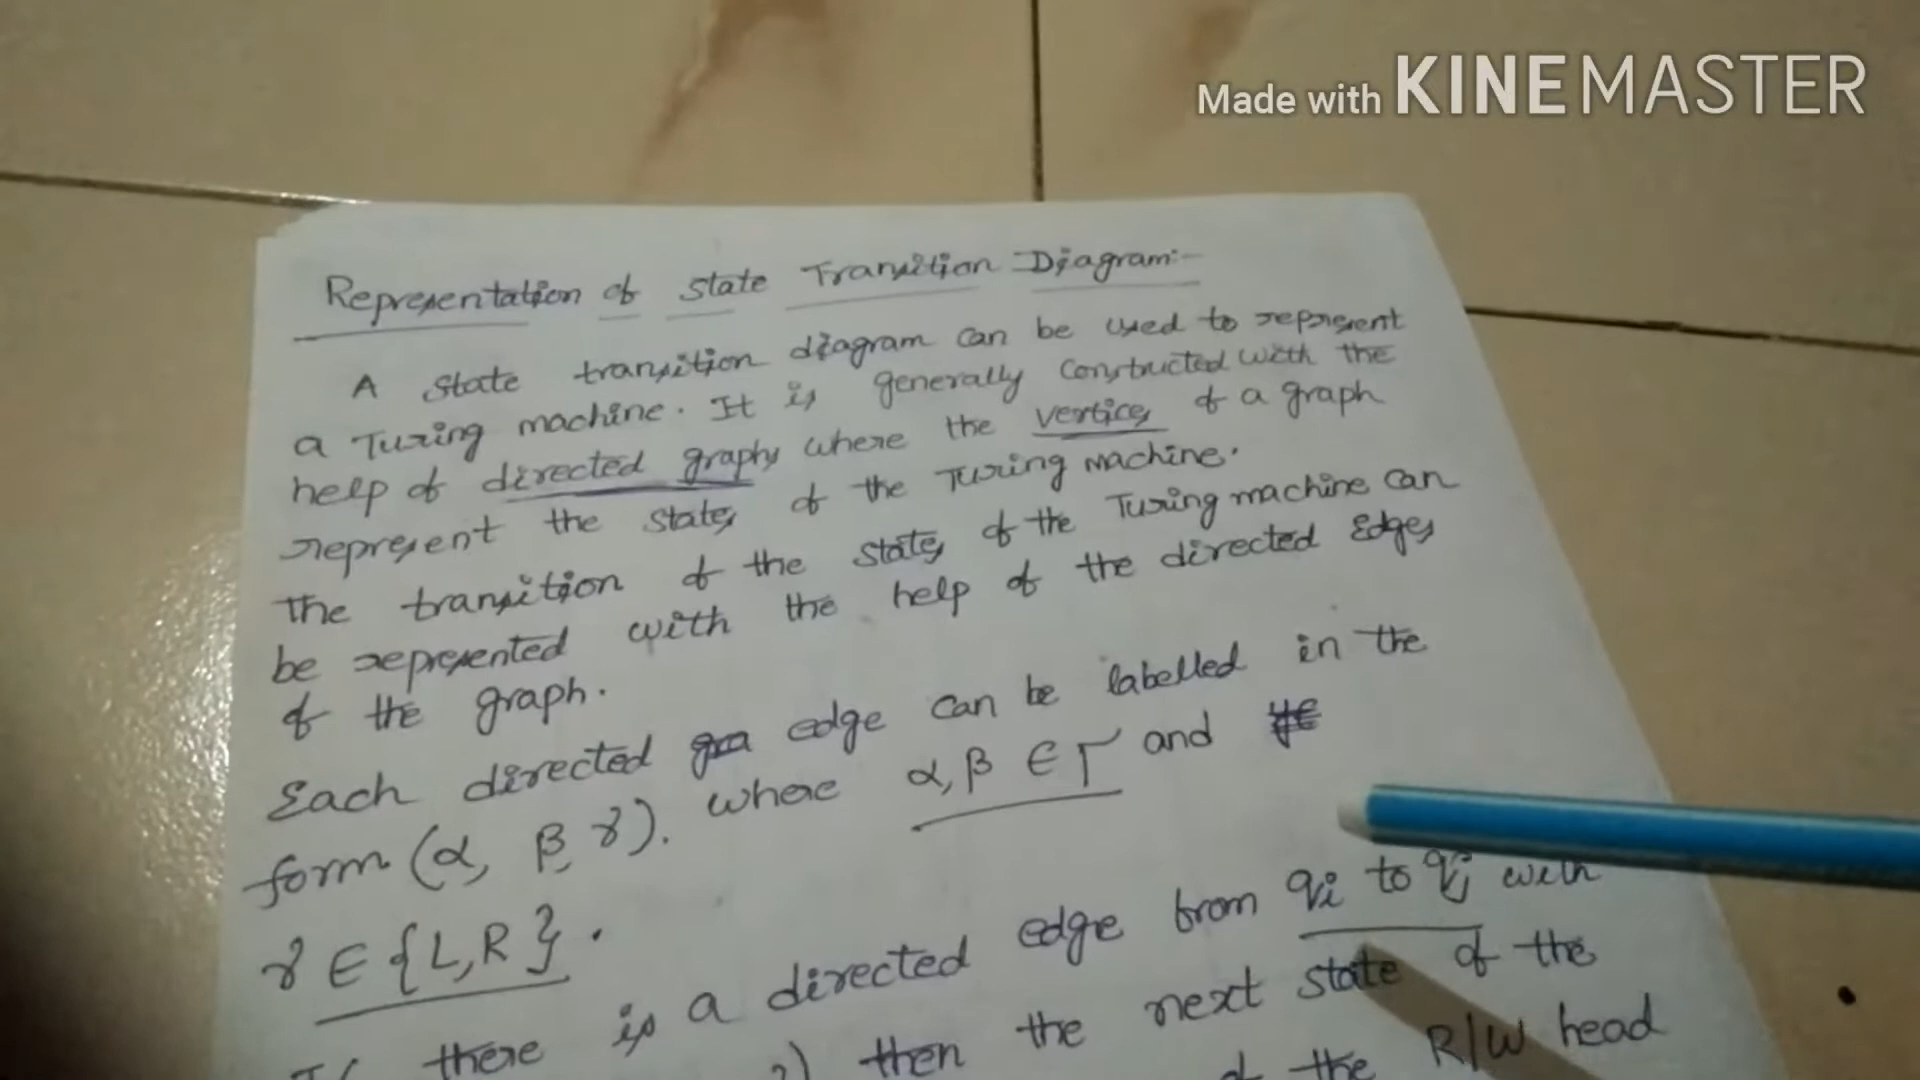 Made with KINEMASTER
Representation of State Transition Diagram:-
A State transition diagram can be used to represent
a Turing machine. It is generally constructed with the
help of directed graphs where the vertices of a graph
represent the states of the Turing Machine.
The transition of the states of the Turing machine can
be represented with the help of the directed Edges
of the graph.
Each directed edge can be labelled in the
form (α, β, γ). where α, β ∈ Γ and
γ ∈ {L,R}.
If there is a directed edge from qi to qj with
then the next state of the
of the R/W head